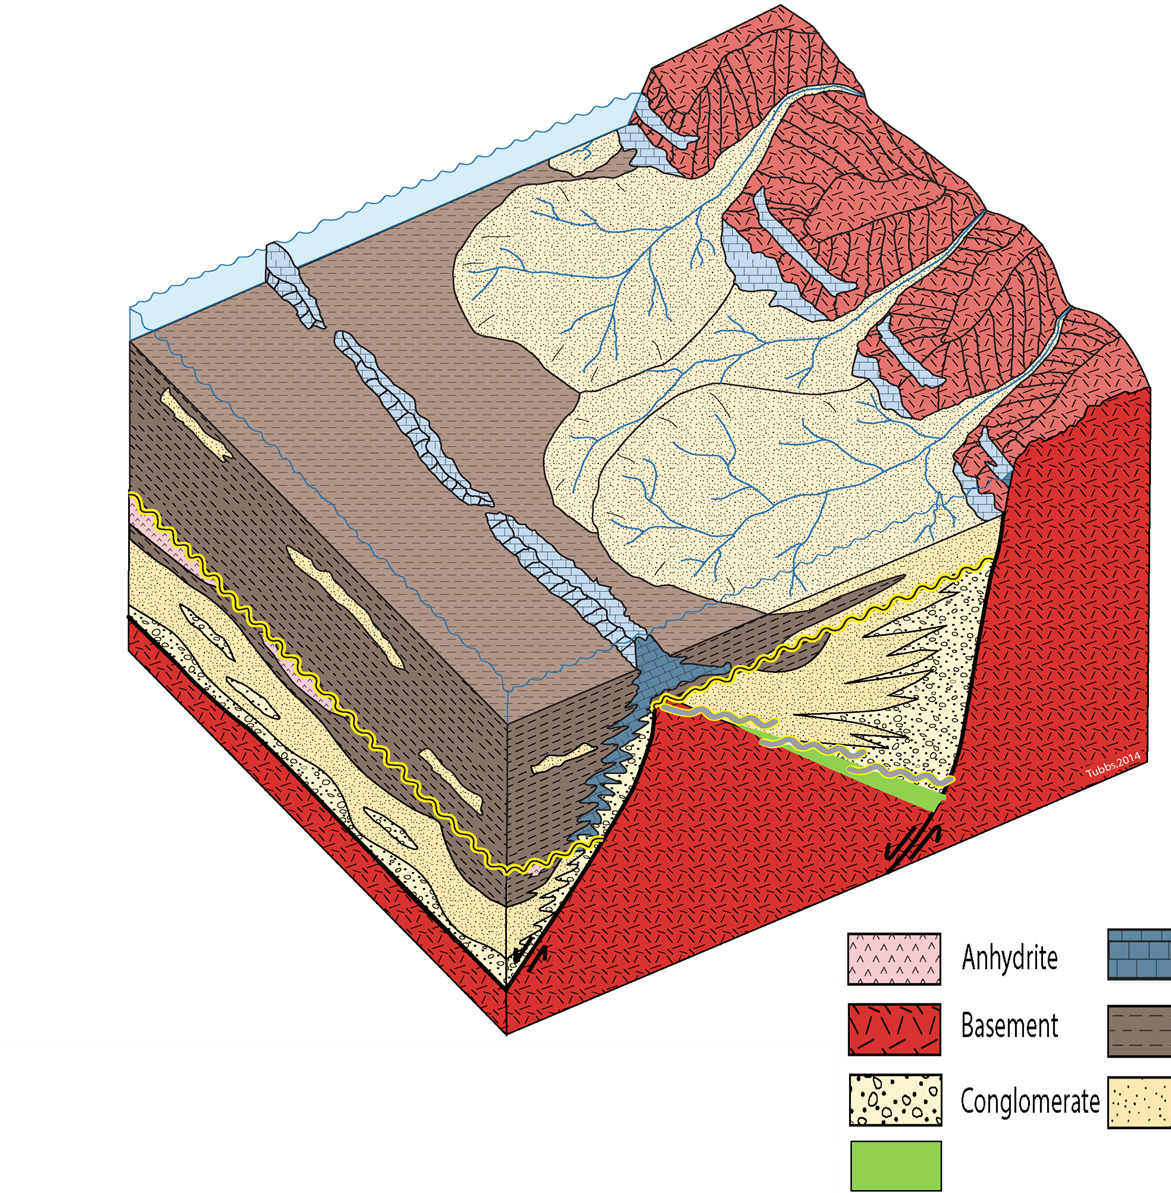 Tubbs,2014
Anhydrite
Basement
Conglomerate